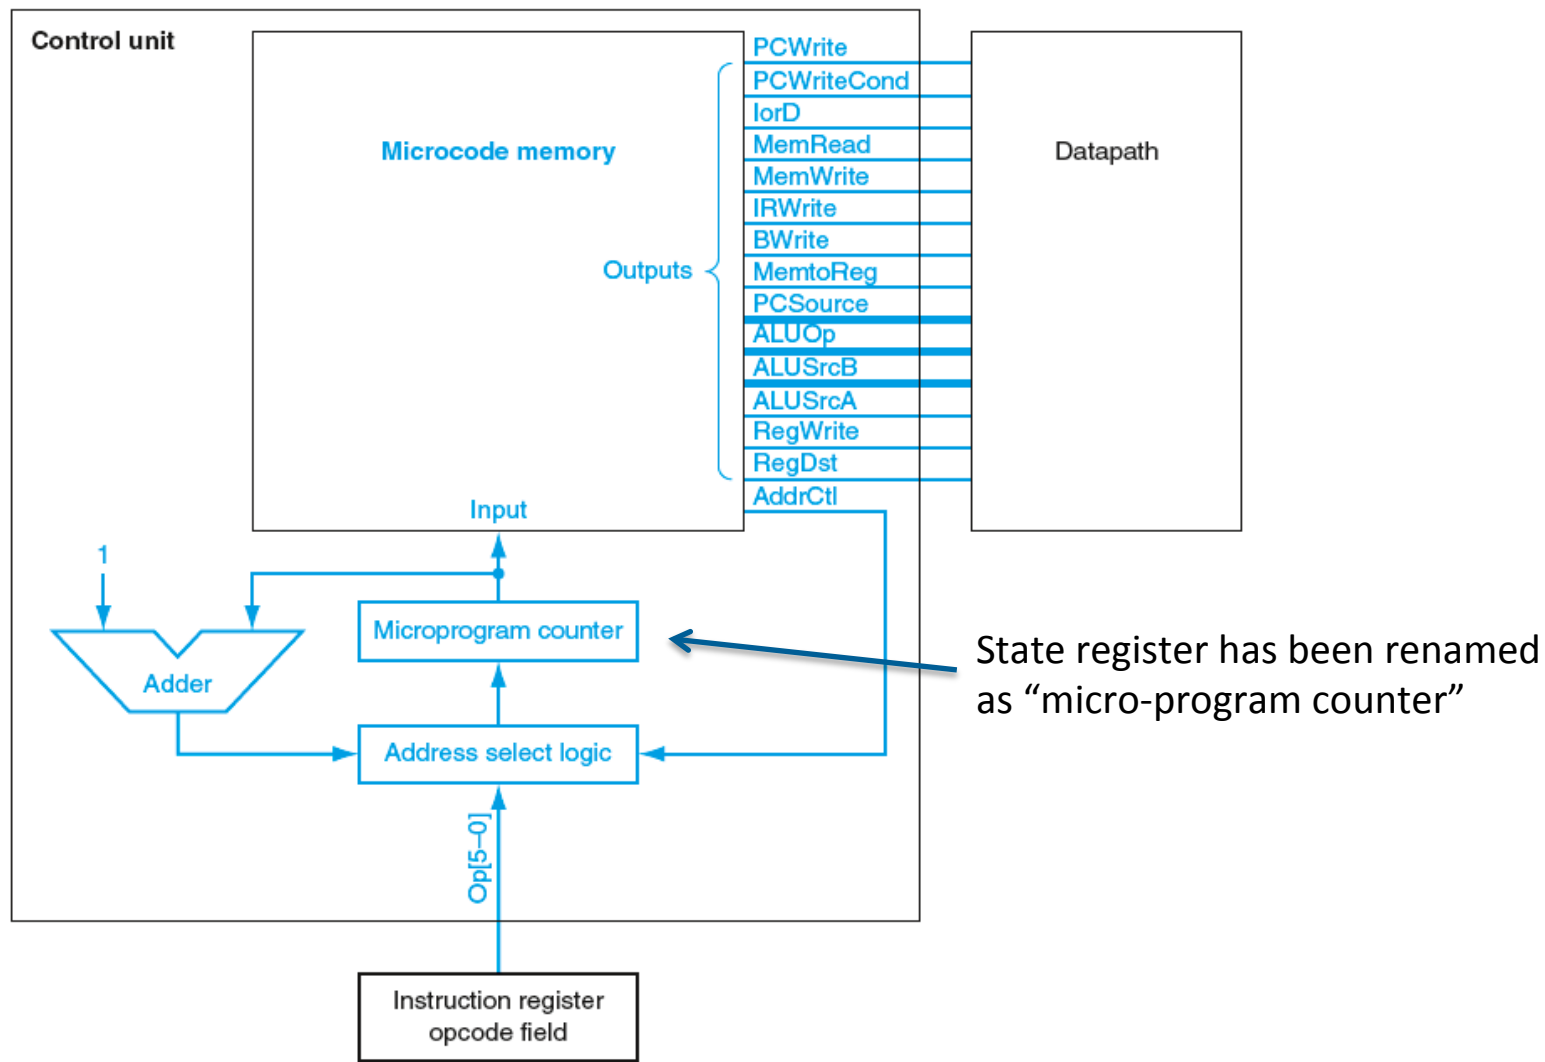 Control unit
PCWrite
PCWriteCond
IorD
MemRead
Microcode memory
Datapath
MemWrite
IRWrite
BWrite
Outputs
MemtoReg
PCSource
ALUOp
ALUSrcB
ALUSrcA
RegWrite
RegDst
AddrCtl
Input
1
Microprogram counter
State register has been renamed
as “micro-program counter”
Adder
Address select logic
Op[5–0]
Instruction register
opcode field